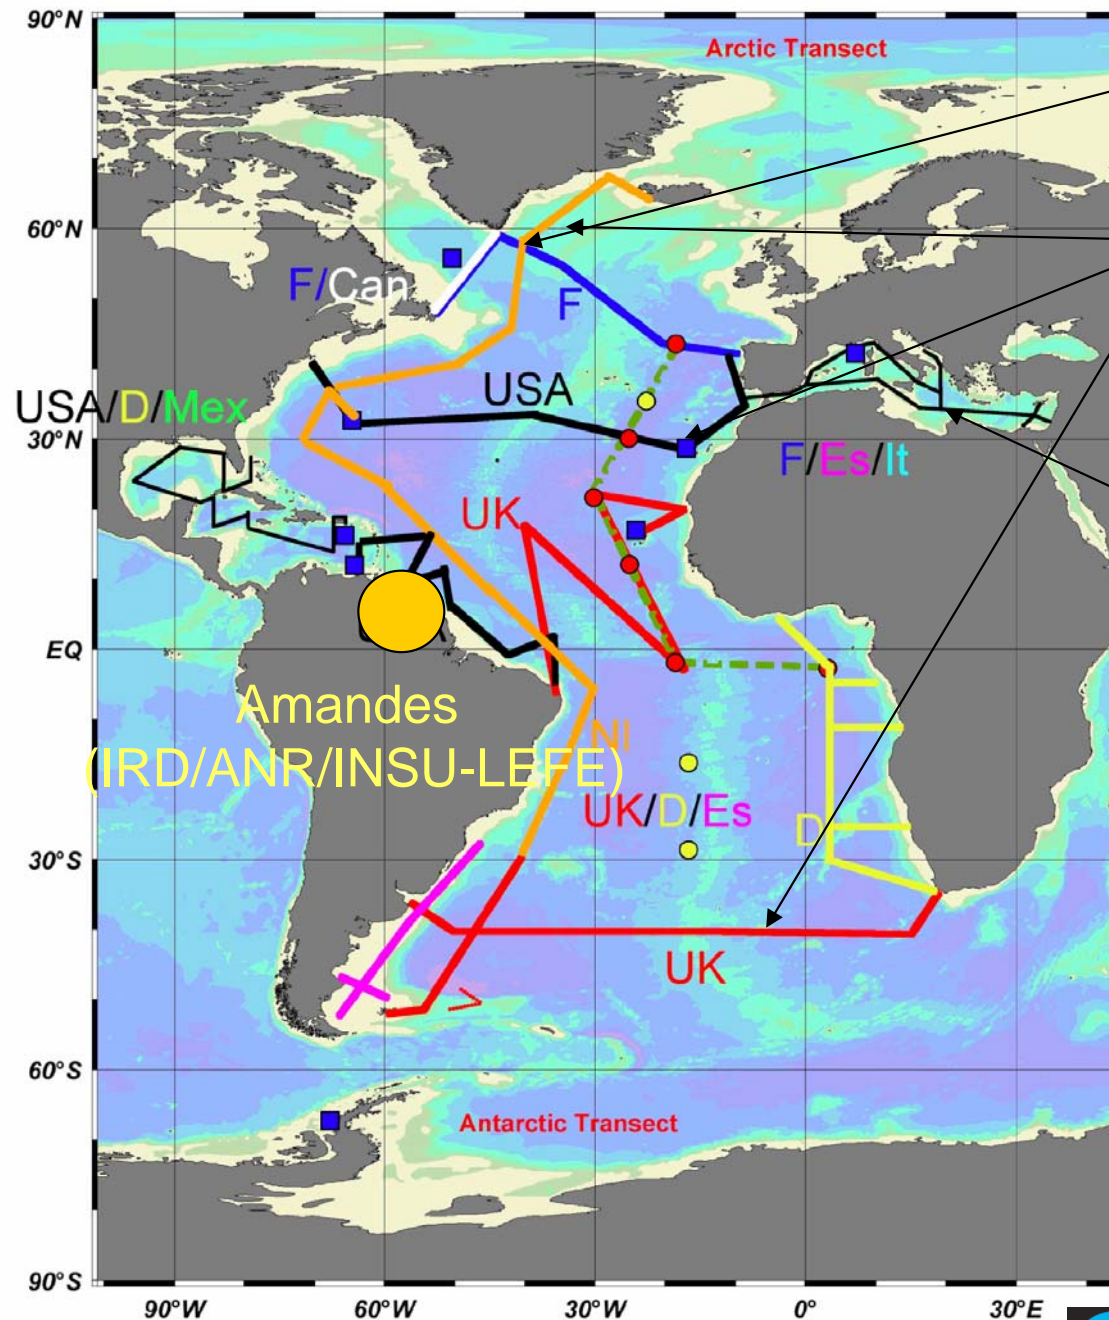 90°N
Arctic Transect
60°N
F/Can
F
USA
USA/D/Mex
30°N
F/Es/It
UK
EQ
Amandes
NI
(IRD/ANR/INSU-LEFE)
UK/D/Es
D
30°S
UK
60°S
Antarctic Transect
90°S
90°W 60°W 30°W 0° 30°E